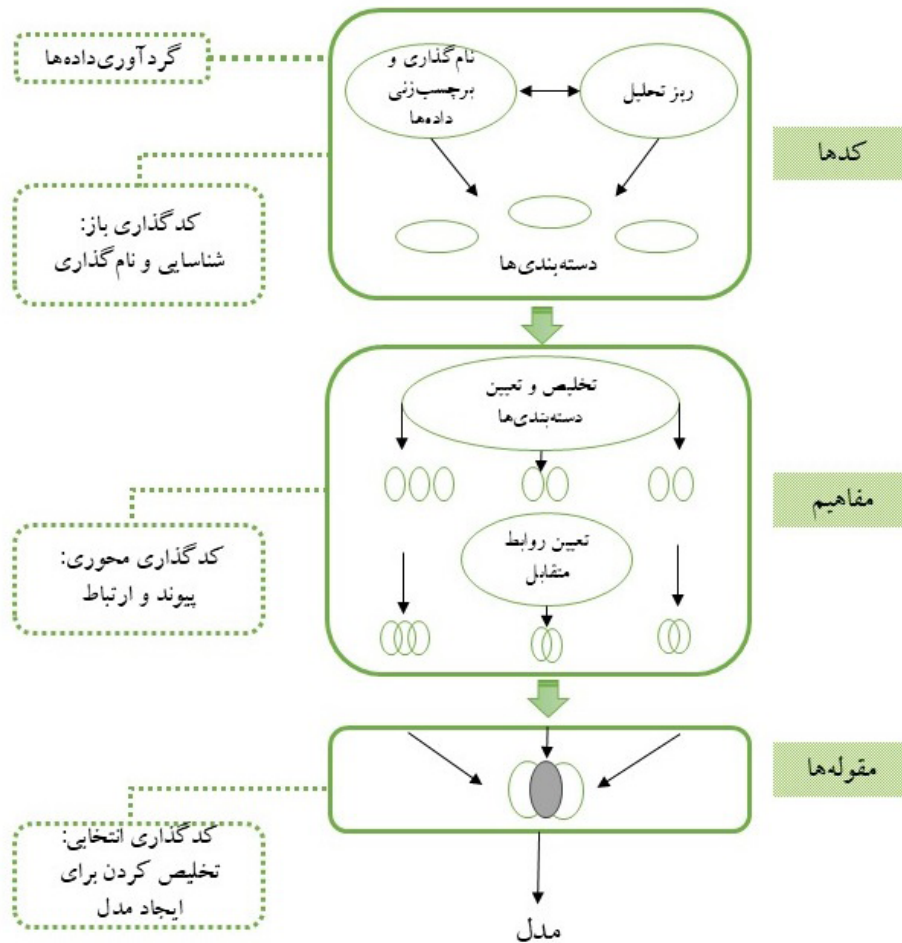 گردآوری‌داده‌ها
نام‌گذاری و
برچسب‌زنی
داده‌ها
ریز تحلیل
کدها
کدگذاری باز:
شناسایی و نام‌گذاری
دسته‌بندی‌ها
تخلیص و تعیین
دسته‌بندی‌ها
مفاهیم
تعیین روابط
متقابل
کدگذاری محوری:
پیوند و ارتباط
مقوله‌ها
کدگذاری انتخابی:
تخلیص کردن برای
ایجاد مدل
مدل